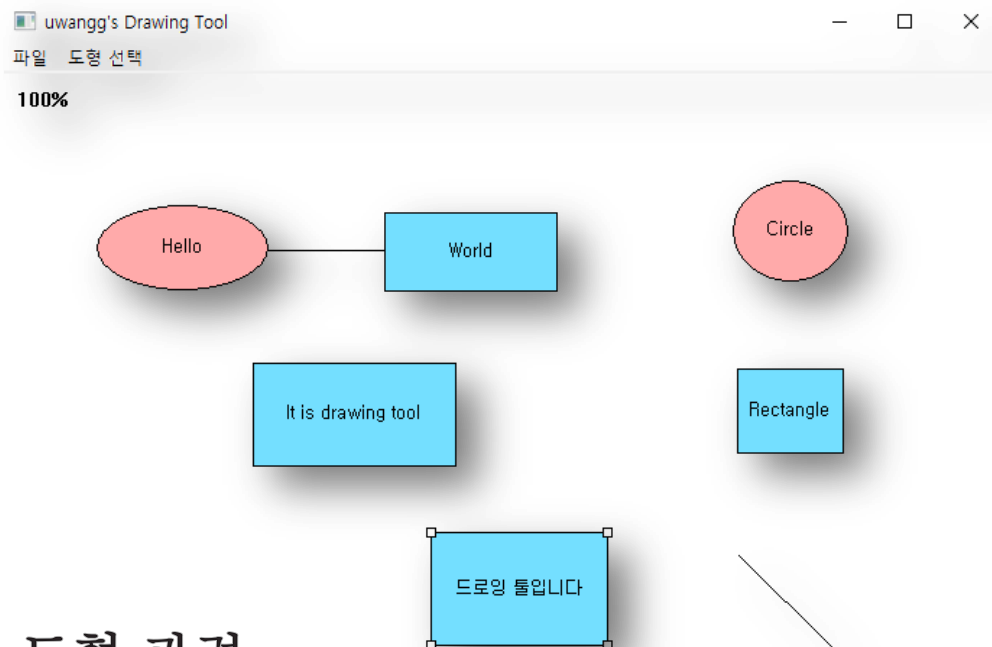 uwangg's Drawing Tool
파일 도형 선택
100%
Hello
World
Circle
It is drawing tool
Rectangle
드로잉 툴입니다